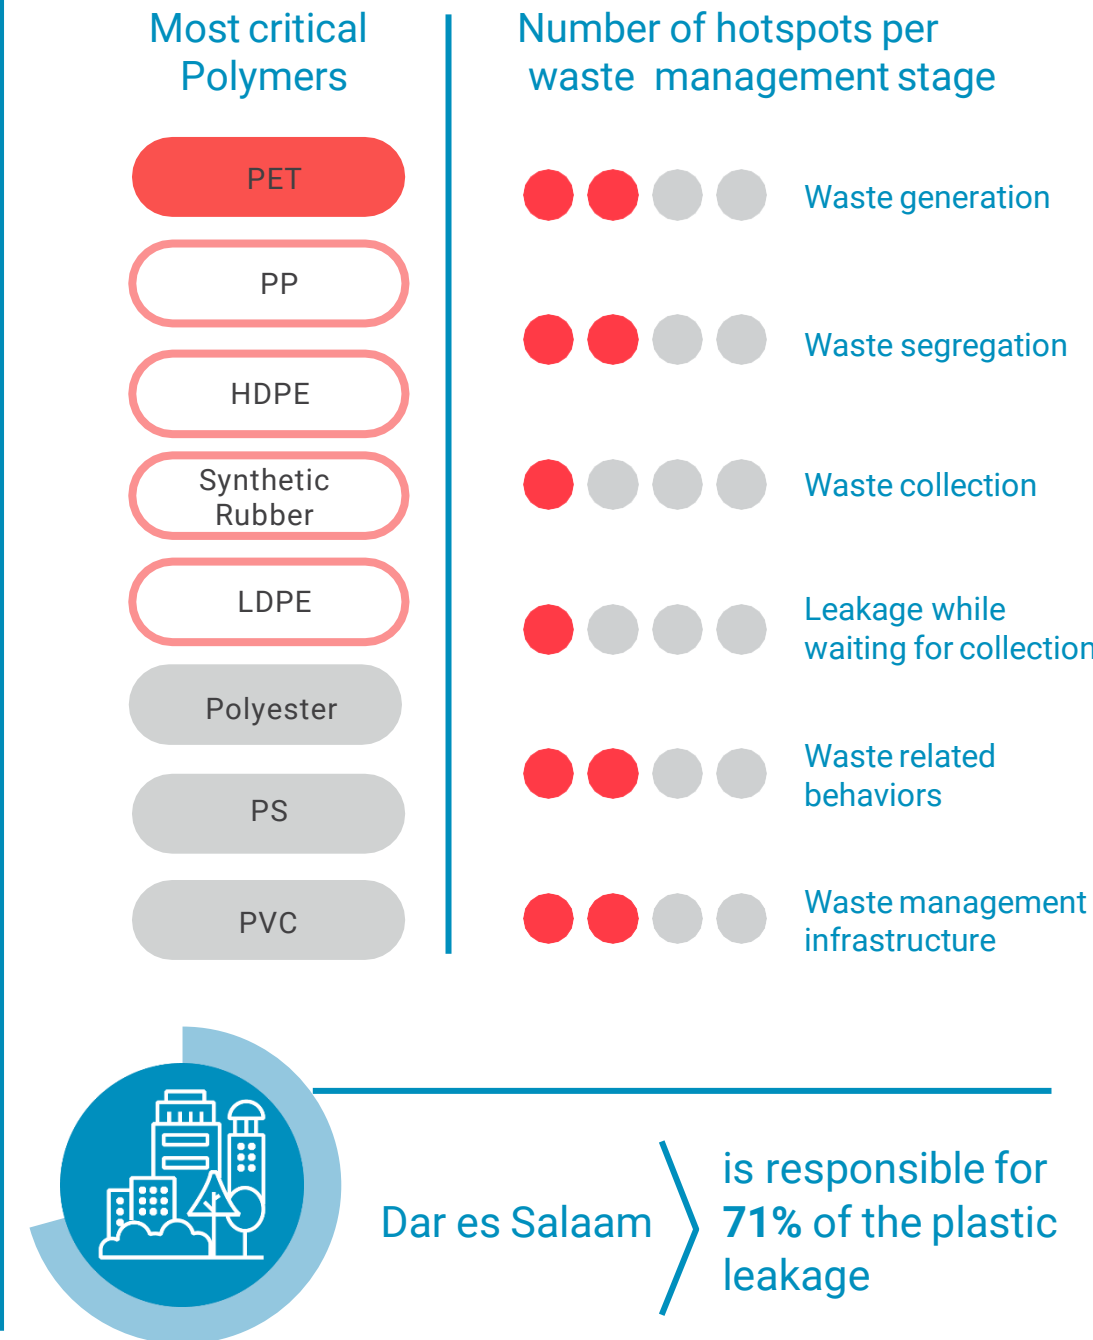 Most critical
Polymers
PET
PP
HDPE
Synthetic
Rubber
LDPE
Polyester
PS
PVC
Number of hotspots per
waste management stage
Waste generation
Waste segregation
Waste collection
Leakage while
waiting for collection
Waste related
behaviors
Waste management
infrastructure
Dar es Salaam
is responsible for
71% of the plastic
leakage